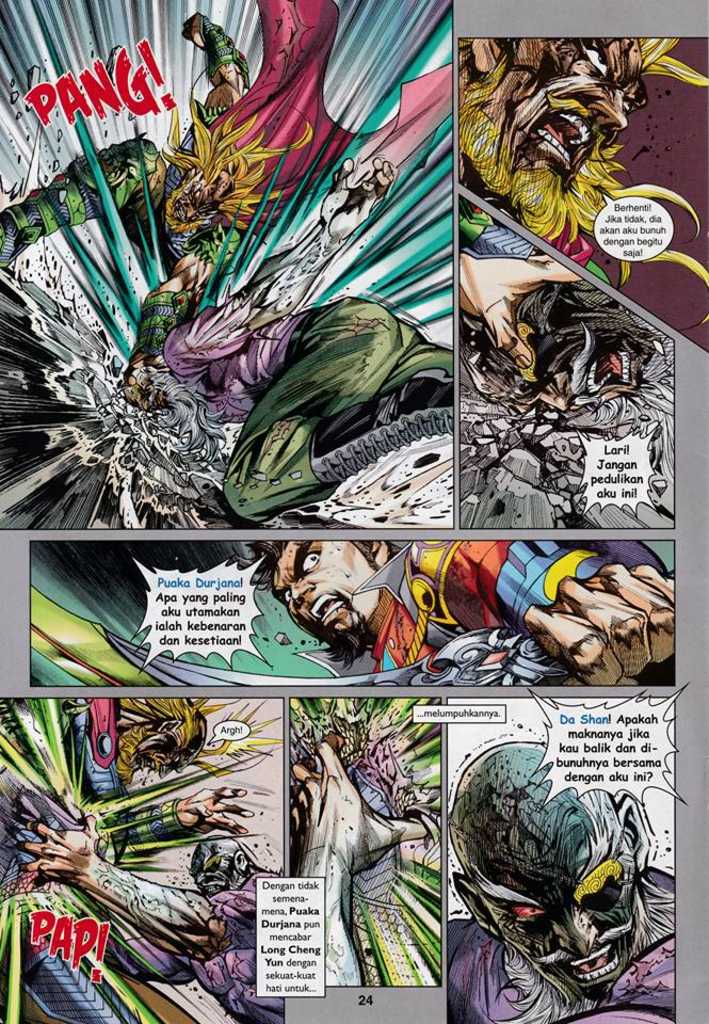 PANG!
Berhenti!
Jika tidak, dia
akan aku bunuh
dengan begitu
saja!
Lari!
Jangan
pedulikan
aku ini!
Puaka Durjana!
Apa yang paling
aku utamakan
ialah kebenaran
dan kesetiaan!
Argh!
PAP!
Dengan tidak
semena-
mena, Puaka
Durjana pun
mencabar
Long Cheng
Yun dengan
sekuat-kuat
hati untuk...
...melumpuhkannya.
Da Shan! Apakah
maknanya jika
kau balik dan di-
bunuhnya bersama
dengan aku ini?
24